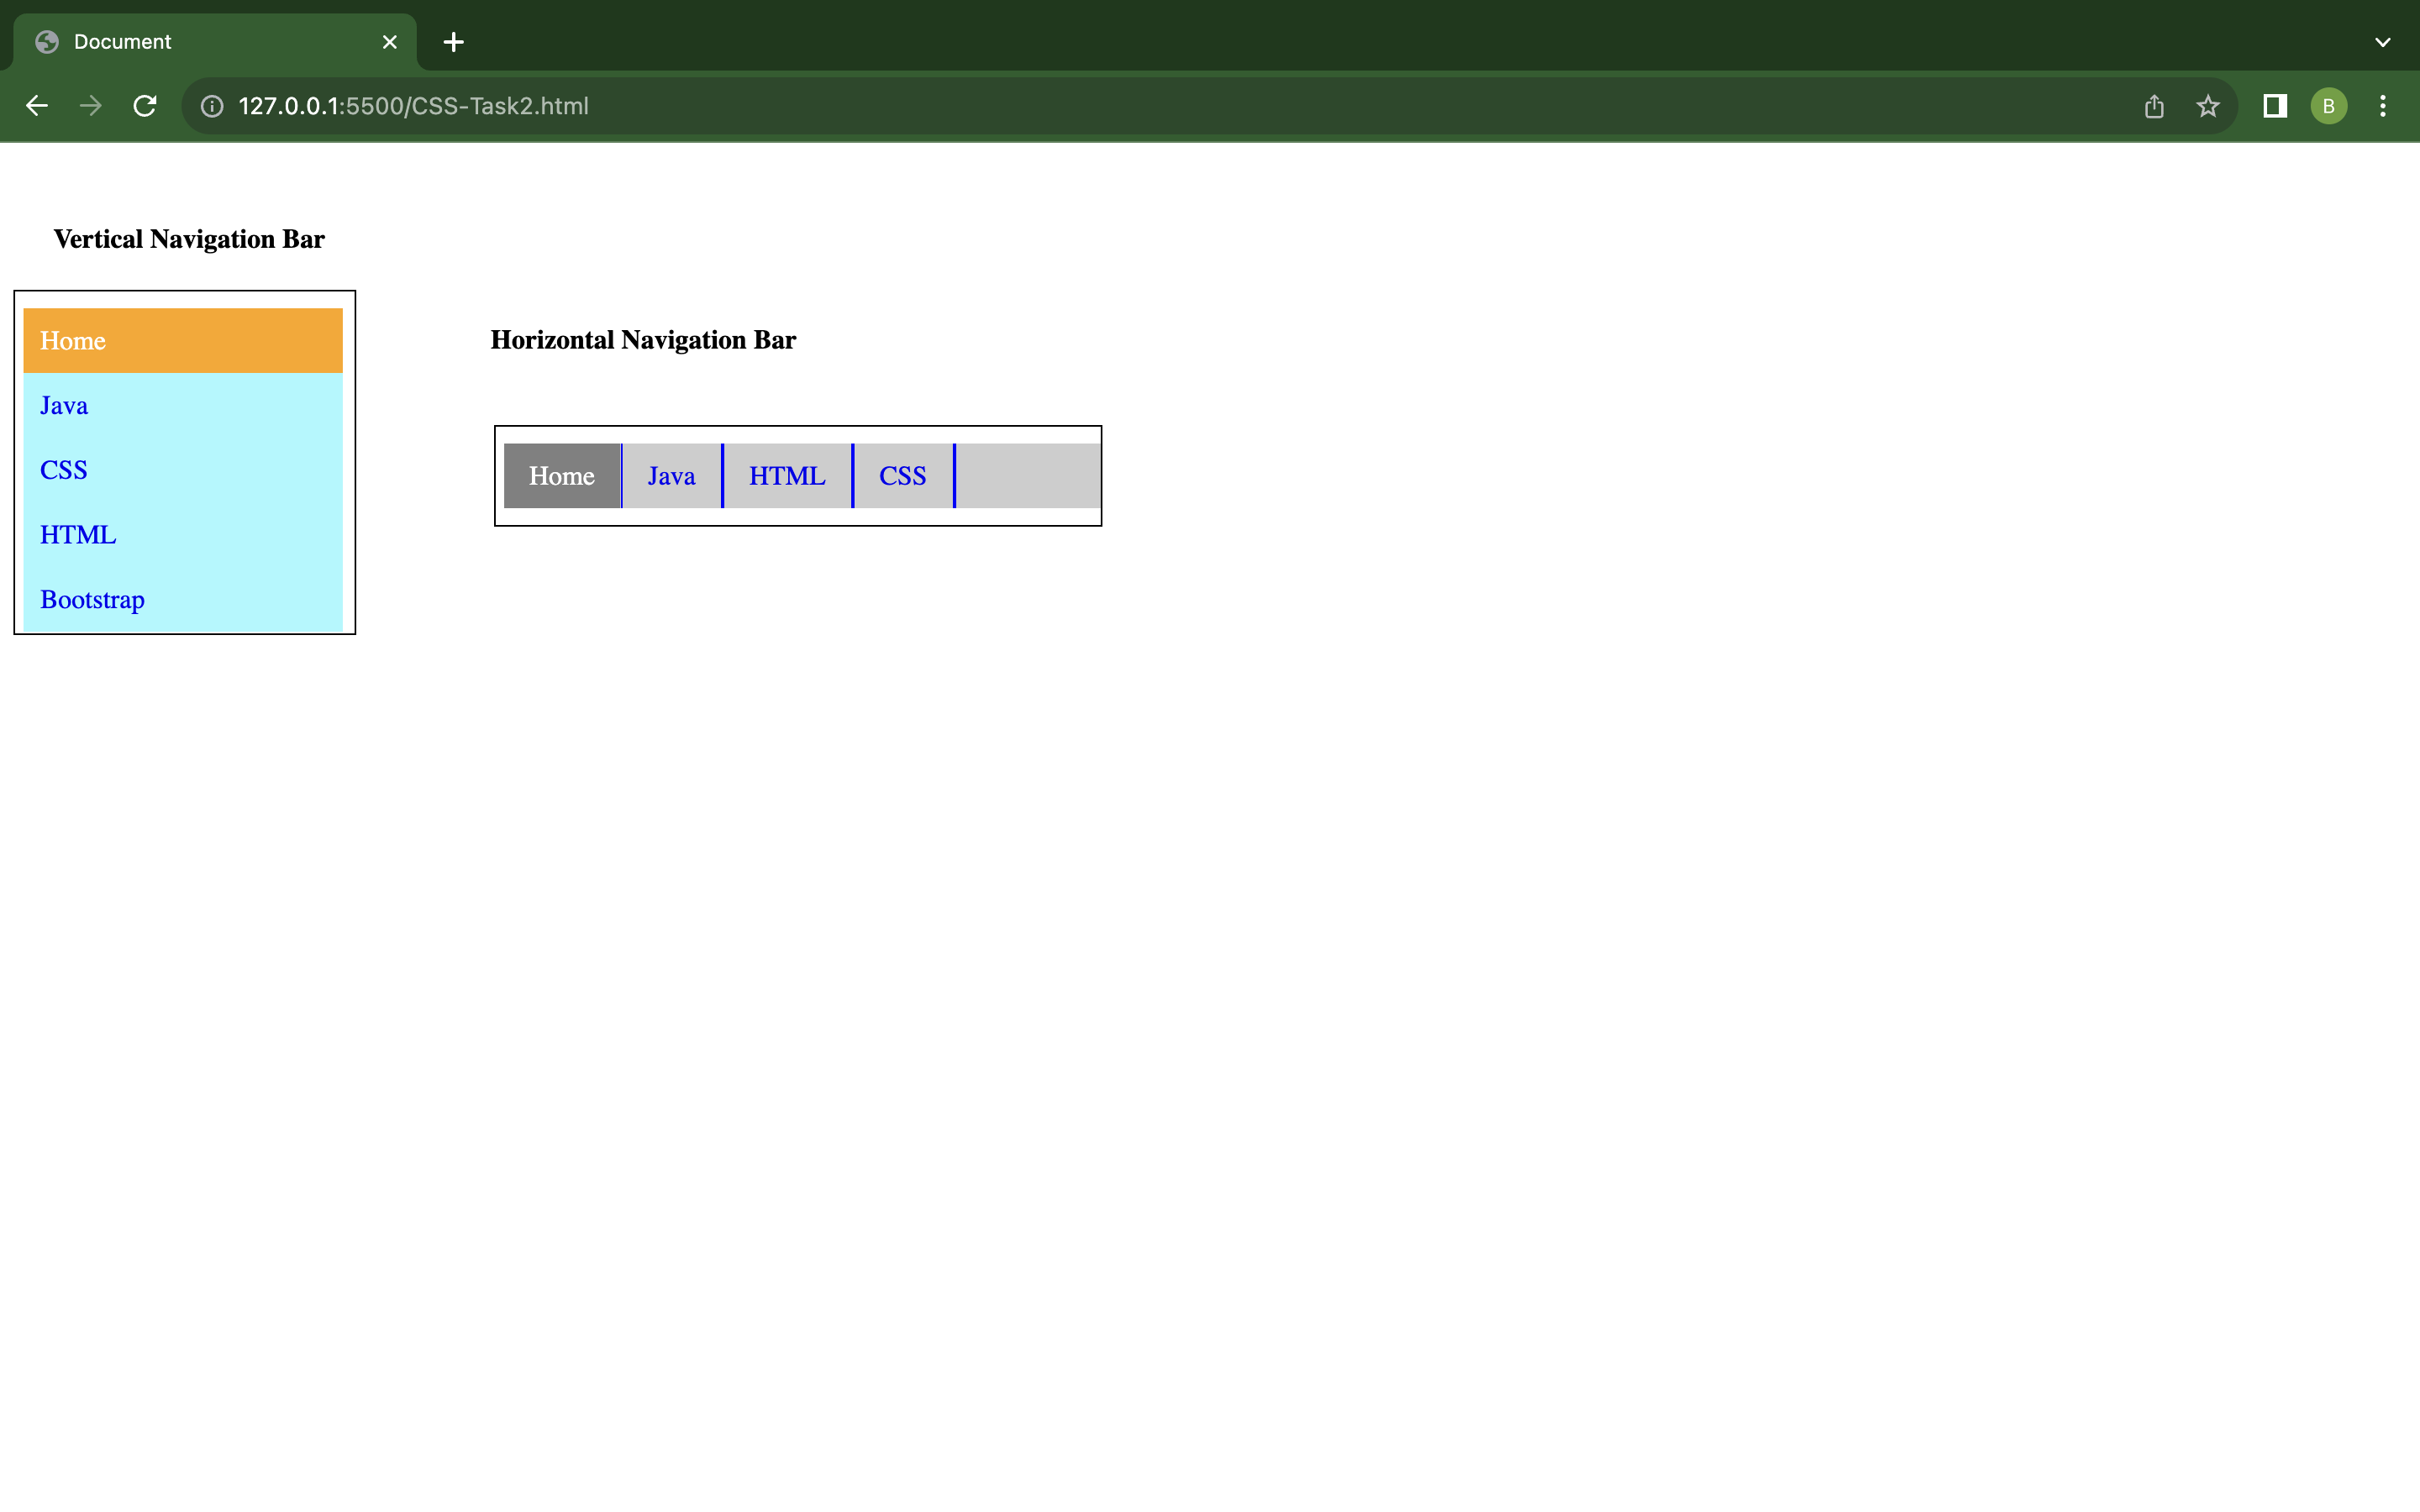 Document
127.0.0.1:5500/CSS-Task2.html
B
Vertical Navigation Bar
Home
Java
CSS
HTML
Bootstrap
Horizontal Navigation Bar
Home Java HTML CSS